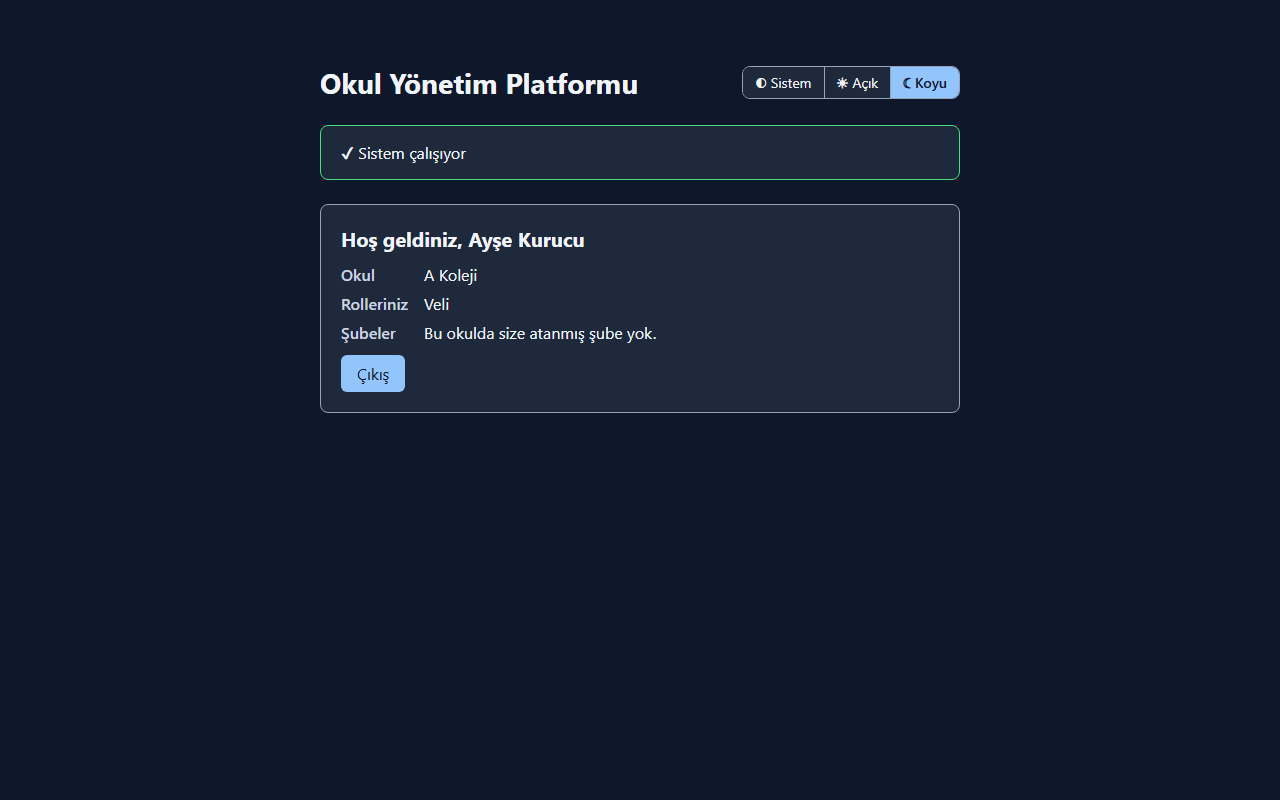 Okul Yönetim Platformu
◐ Sistem ☀ Açık ☾ Koyu
✔ Sistem çalışıyor
Hoş geldiniz, Ayşe Kurucu
Okul A Koleji
Rolleriniz Veli
Şubeler Bu okulda size atanmış şube yok.
Çıkış